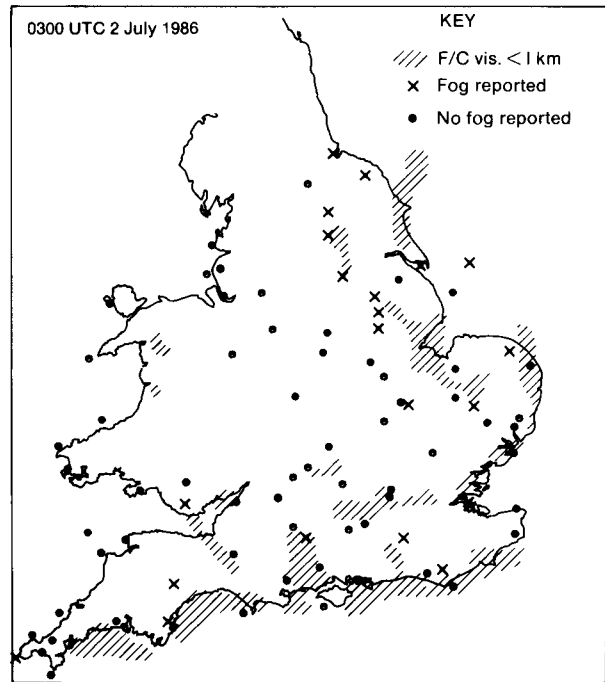 0300 UTC 2 July 1986
KEY
F/C vis. < l km
Fog reported
No fog reported